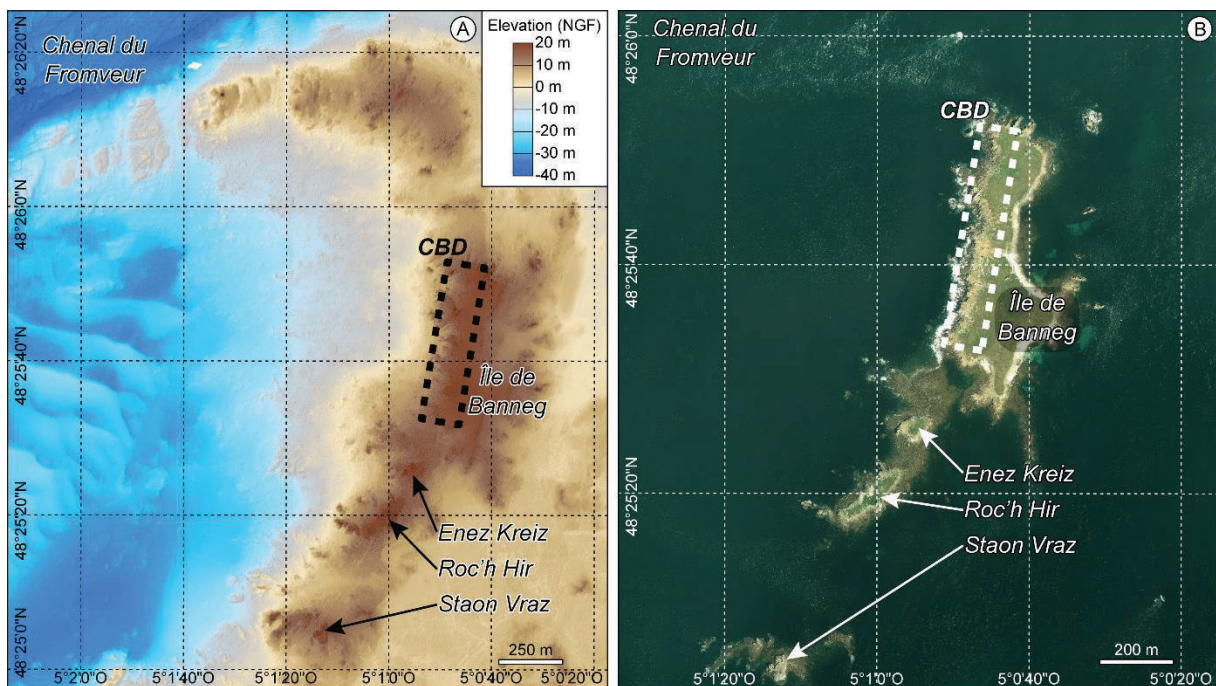 Chenal du
Fromveur
A
Elevation (NGF)
20 m
10 m
0 m
-10 m
-20 m
-30 m
-40 m
CBD
Île de
Banneg
Enez Kreiz
Roc'h Hir
Staon Vraz
250 m
48°26'20"N
48°26'0"N
48°25'40"N
48°25'20"N
48°25'0"N
5°2'0"O
5°1'40"O
5°1'20"O
5°1'0"O
5°0'40"O
5°0'20"O
Chenal du
Fromveur
B
CBD
Île de
Banneg
Enez Kreiz
Roc'h Hir
Staon Vraz
200 m
48°26'0"N
48°25'40"N
48°25'20"N
5°1'20"O
5°1'0"O
5°0'40"O
5°0'20"O